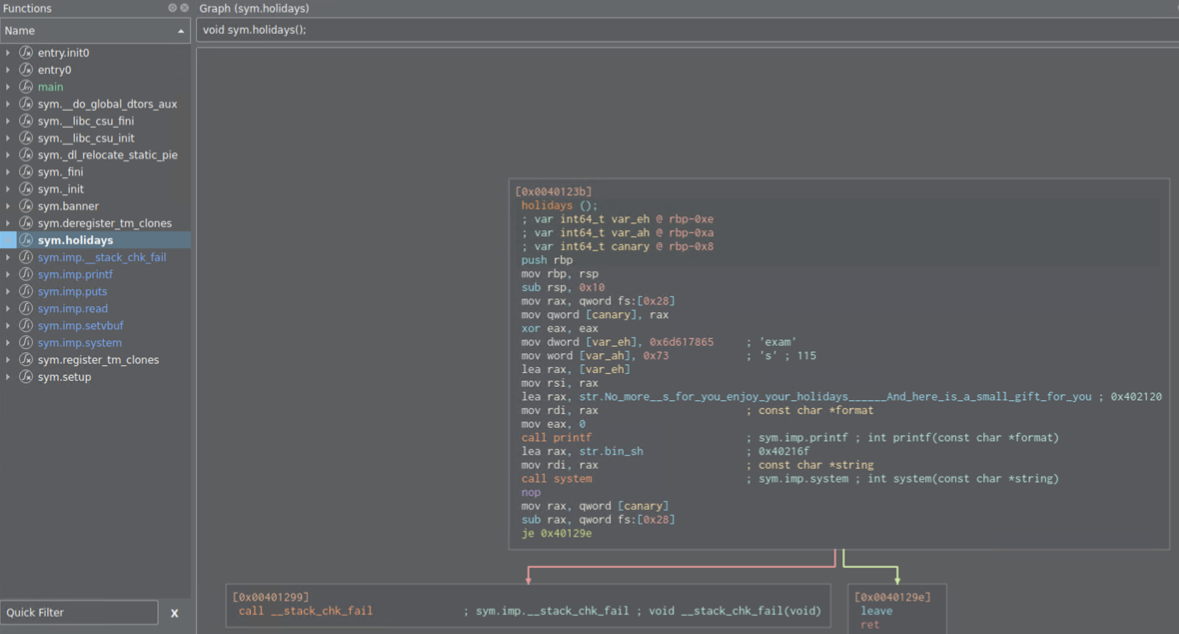 Functions
Graph (sym.holidays)
Name
void sym.holidays();
entry.init0
entry0
main
sym.__do_global_dtors_aux
sym.__libc_csu_fini
sym.__libc_csu_init
sym._dl_relocate_static_pie
sym._fini
sym._init
sym.banner
sym.deregister_tm_clones
sym.holidays
sym.imp.__stack_chk_fail
sym.imp.printf
sym.imp.puts
sym.imp.read
sym.imp.setvbuf
sym.imp.system
sym.register_tm_clones
sym.setup
Quick Filter
X
[0x0040123b]
holidays ();
; var int64_t var_eh @ rbp-0xe
; var int64_t var_ah @ rbp-0xa
; var int64_t canary @ rbp-0x8
push rbp
mov rbp, rsp
sub rsp, 0x10
mov rax, qword fs:[0x28]
mov qword [canary], rax
xor eax, eax
mov dword [var_eh], 0x6d617865 ; 'exam'
mov word [var_ah], 0x73 ; 's' ; 115
lea rax, [var_eh]
mov rsi, rax
lea rax, str.No_more__s_for_you_enjoy_your_holidays______And_here_is_a_small_gift_for_you ; 0x402120
mov rdi, rax ; const char *format
mov eax, 0
call printf ; sym.imp.printf ; int printf(const char *format)
lea rax, str.bin_sh ; 0x40216f
mov rdi, rax ; const char *string
call system ; sym.imp.system ; int system(const char *string)
nop
mov rax, qword [canary]
sub rax, qword fs:[0x28]
je 0x40129e
[0x00401299]
call __stack_chk_fail ; sym.imp.__stack_chk_fail ; void __stack_chk_fail(void)
[0x0040129e]
leave
ret